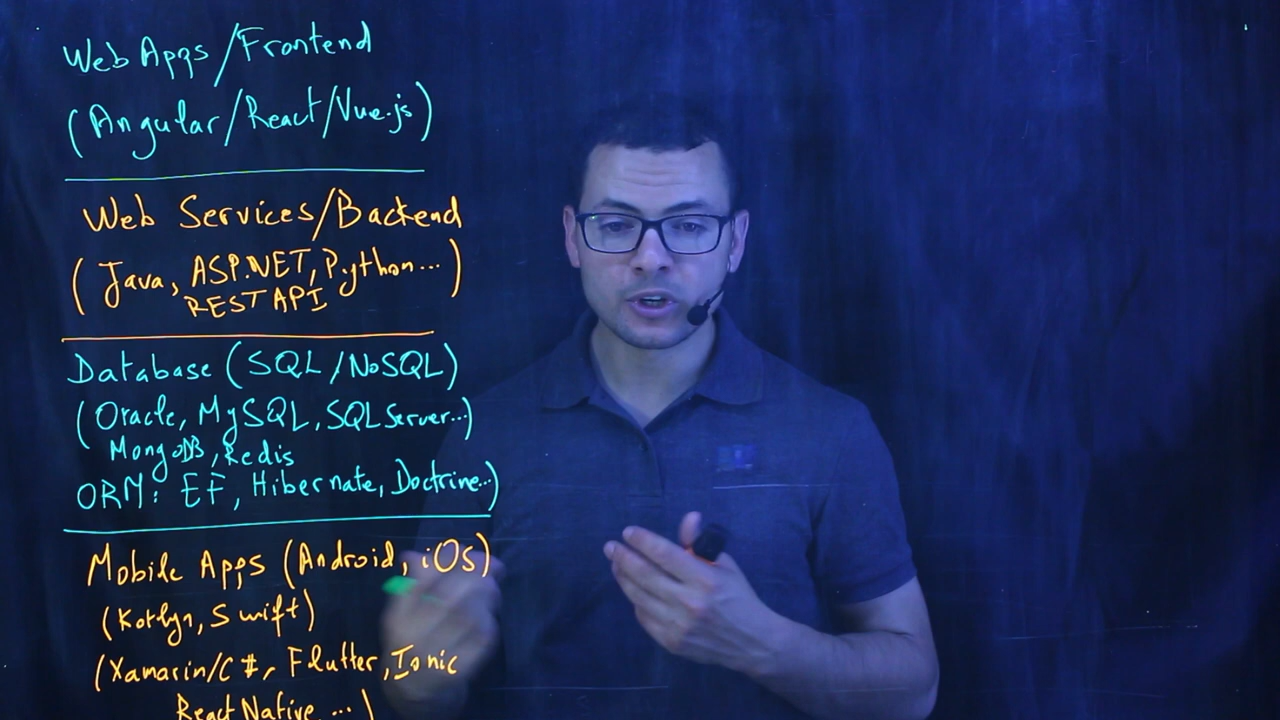 Web Apps/Frontend
(Angular/React/Vue.js)
Web Services/Backend
(Java, ASP.NET, Python...)
REST API
Database (SQL/NoSQL)
(Oracle, MySQL, SQL Server...)
MongoDB, Redis
ORM: EF, Hibernate, Doctrine...)
Mobile Apps (Android, iOs)
(Kotlyn, Swift)
(Xamarin/C#, Flutter, Ionic
React Native, ...)